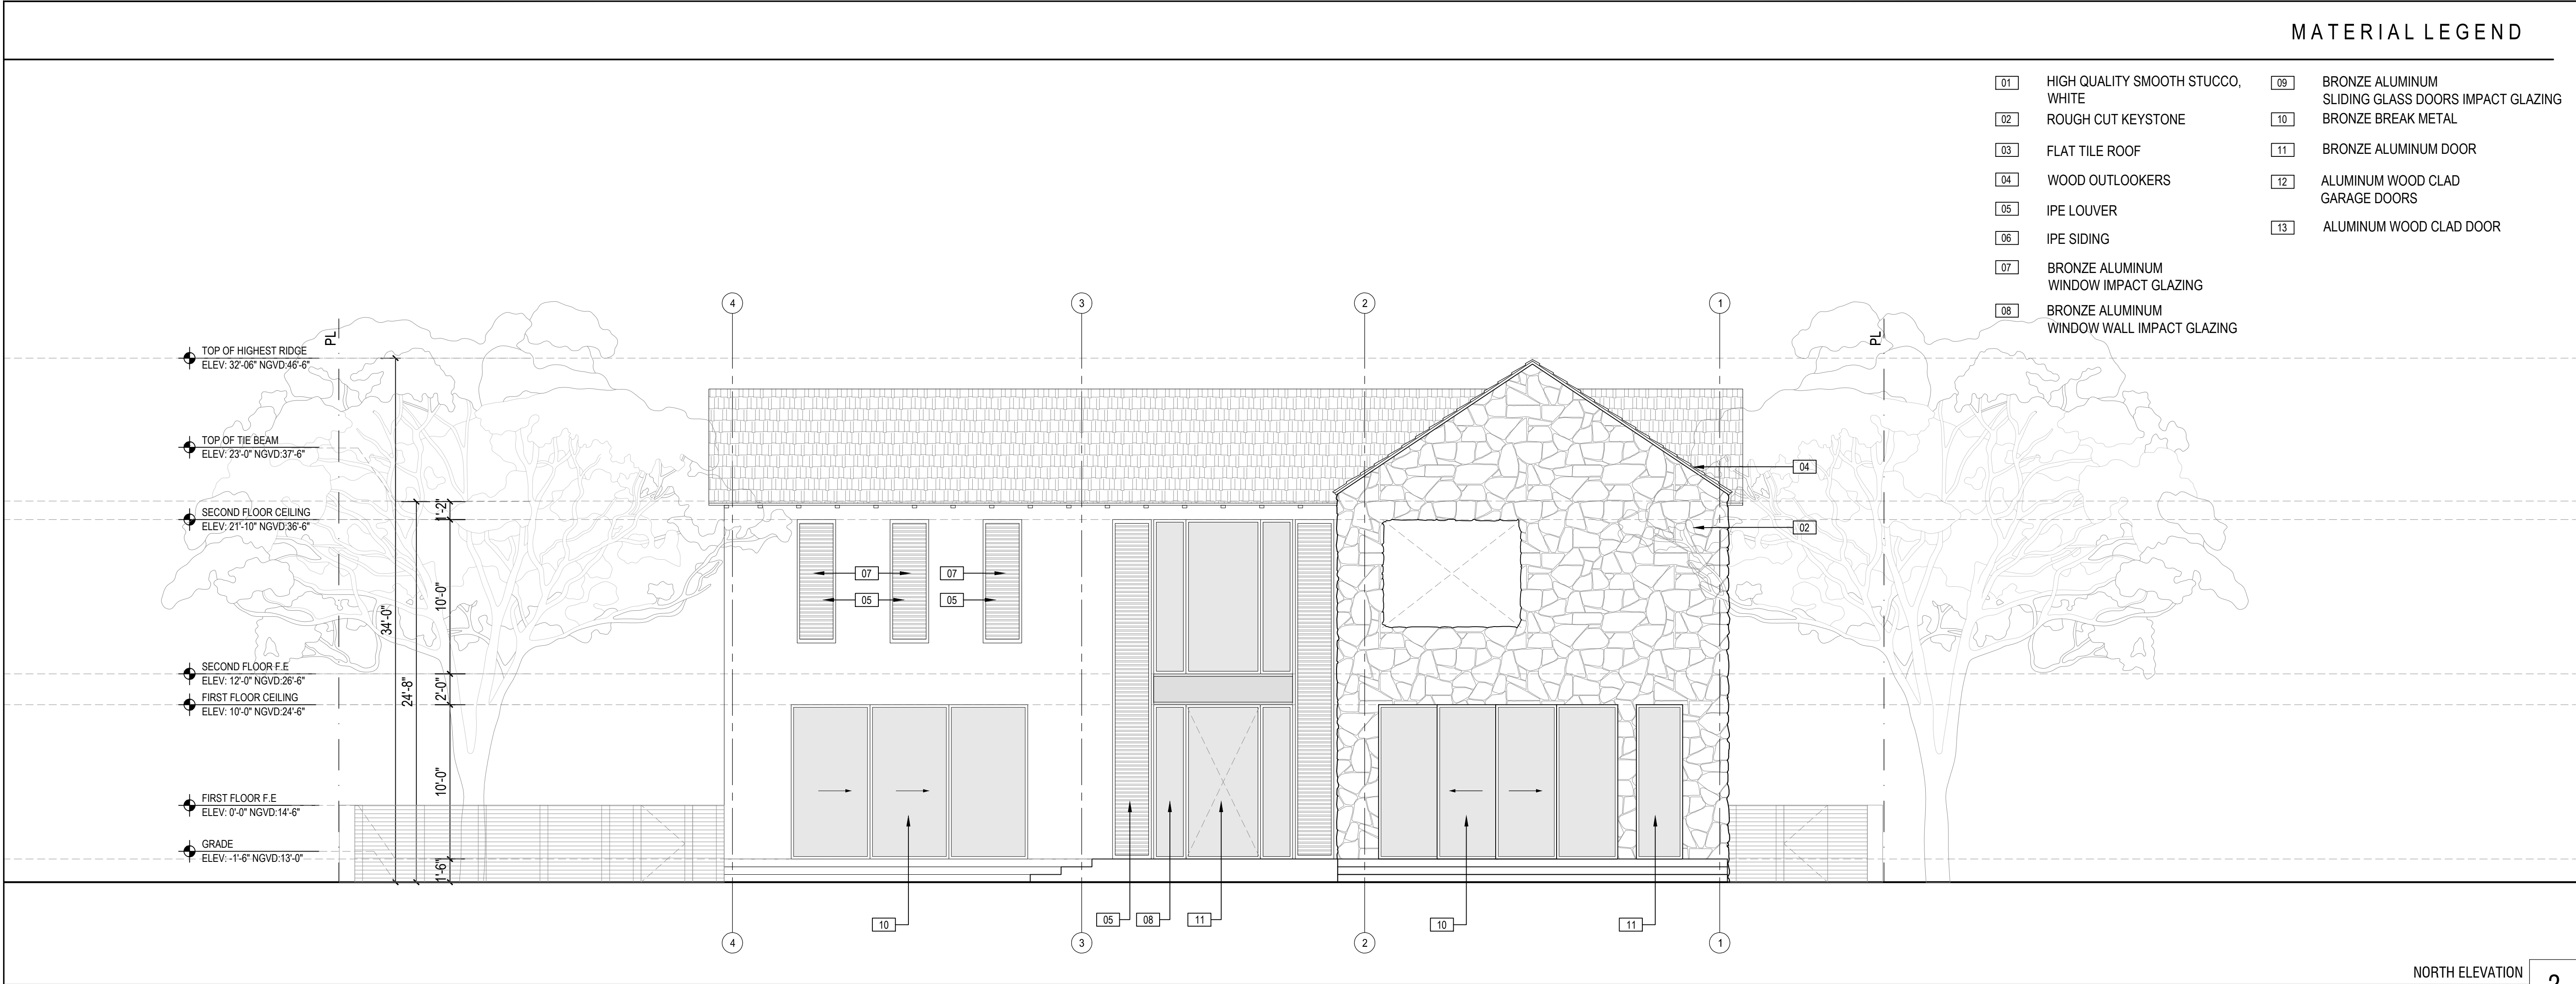 MATERIAL LEGEND
01 HIGH QUALITY SMOOTH STUCCO,
WHITE
02 ROUGH CUT KEYSTONE
03 FLAT TILE ROOF
04 WOOD OUTLOOKERS
05 IPE LOUVER
06 IPE SIDING
07 BRONZE ALUMINUM
WINDOW IMPACT GLAZING
08 BRONZE ALUMINUM
WINDOW WALL IMPACT GLAZING
09 BRONZE ALUMINUM
SLIDING GLASS DOORS IMPACT GLAZING
10 BRONZE BREAK METAL
11 BRONZE ALUMINUM DOOR
12 ALUMINUM WOOD CLAD
GARAGE DOORS
13 ALUMINUM WOOD CLAD DOOR
4 3 2 1
PL
PL
TOP OF HIGHEST RIDGE
ELEV: 32'-06" NGVD:46'-6"
TOP OF TIE BEAM
ELEV: 23'-0" NGVD:37'-6"
SECOND FLOOR CEILING
ELEV: 21'-10" NGVD:36'-6"
SECOND FLOOR F.E
ELEV: 12'-0" NGVD:26'-6"
FIRST FLOOR CEILING
ELEV: 10'-0" NGVD:24'-6"
FIRST FLOOR F.E
ELEV: 0'-0" NGVD:14'-6"
GRADE
ELEV: -1'-6" NGVD:13'-0"
34'-0"
24'-8"
1'-2"
10'-0"
2'-0"
10'-0"
1'-6"
04
02
07 07
05 05
10 05 08 11 10 11
4 3 2 1
NORTH ELEVATION